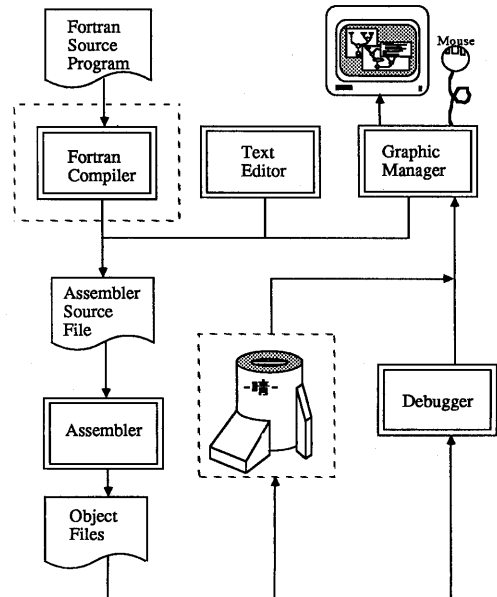 Fortran
Source
Program
Mouse
Fortran
Compiler
Text
Editor
Graphic
Manager
Assembler
Source
File
-晴-
Debugger
Assembler
Object
Files